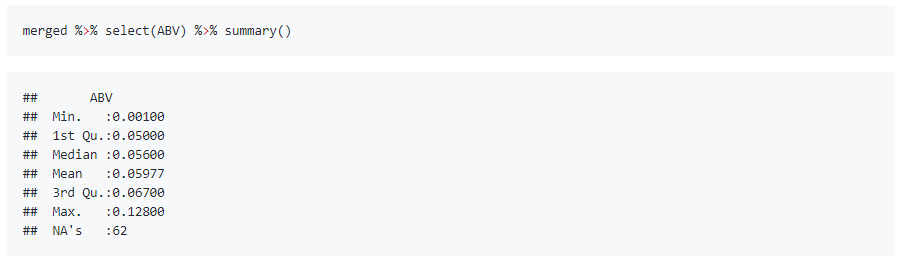 merged %>% select(ABV) %>% summary()
##       ABV
##  Min.   :0.00100
##  1st Qu.:0.05000
##  Median :0.05600
##  Mean   :0.05977
##  3rd Qu.:0.06700
##  Max.   :0.12800
##  NA's   :62